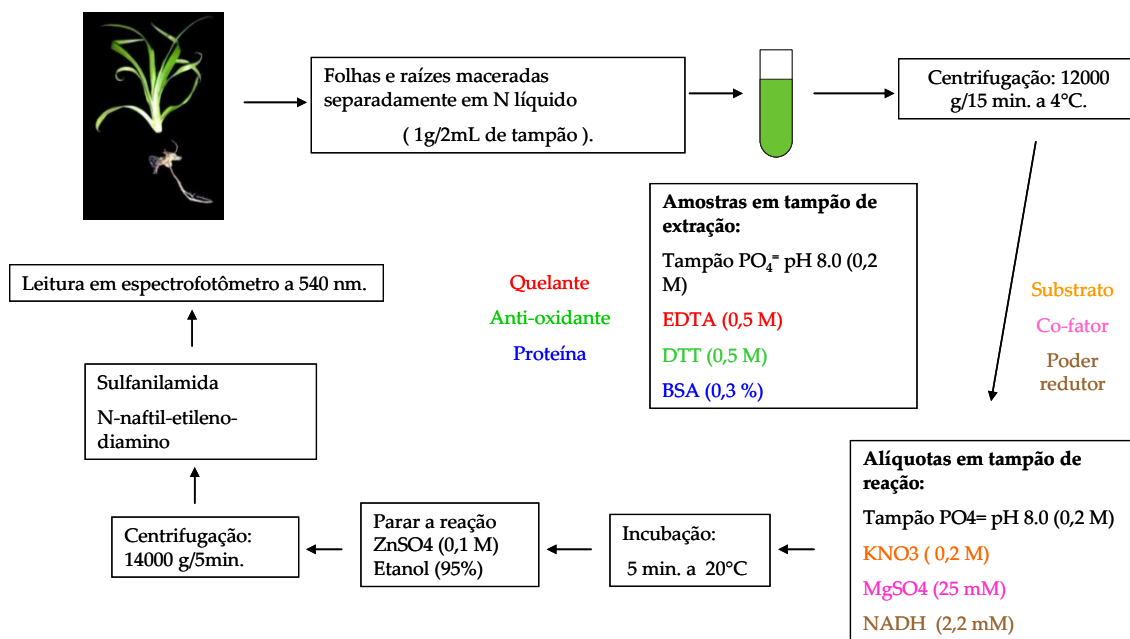 Folhas e raízes maceradas
separadamente em N líquido
( 1g/2mL de tampão ).
Centrifugação: 12000
g/15 min. a 4°C.
Amostras em tampão de
extração:
Tampão PO₄⁼ pH 8.0 (0,2
M)
EDTA (0,5 M)
DTT (0,5 M)
BSA (0,3 %)
Quelante
Anti-oxidante
Proteína
Substrato
Co-fator
Poder
redutor
Alíquotas em tampão de
reação:
Tampão PO4= pH 8.0 (0,2 M)
KNO3 ( 0,2 M)
MgSO4 (25 mM)
NADH (2,2 mM)
Incubação:
5 min. a 20°C
Parar a reação
ZnSO4 (0,1 M)
Etanol (95%)
Centrifugação:
14000 g/5min.
Sulfanilamida
N-naftil-etileno-
diamino
Leitura em espectrofotômetro a 540 nm.